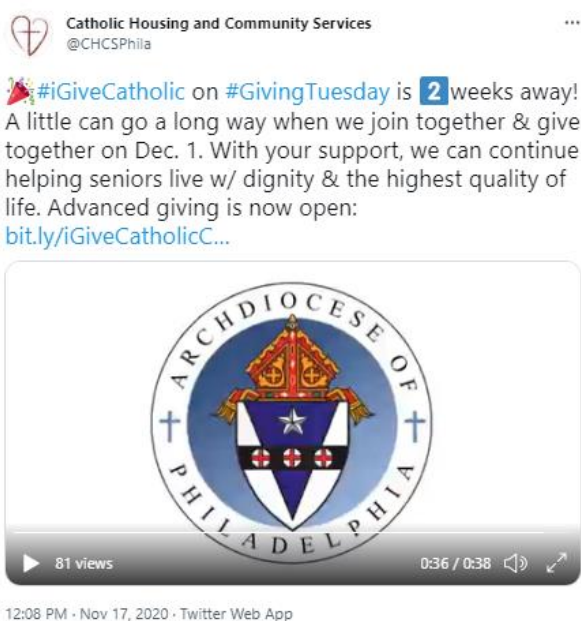 Catholic Housing and Community Services
@CHCSPhila
#iGiveCatholic on #GivingTuesday is 2 weeks away!
A little can go a long way when we join together & give
together on Dec. 1. With your support, we can continue
helping seniors live w/ dignity & the highest quality of
life. Advanced giving is now open:
bit.ly/iGiveCatholicC...
ARCHDIOCESE OF
PHILADELPHIA
81 views
0:36 / 0:38
12:08 PM · Nov 17, 2020 · Twitter Web App